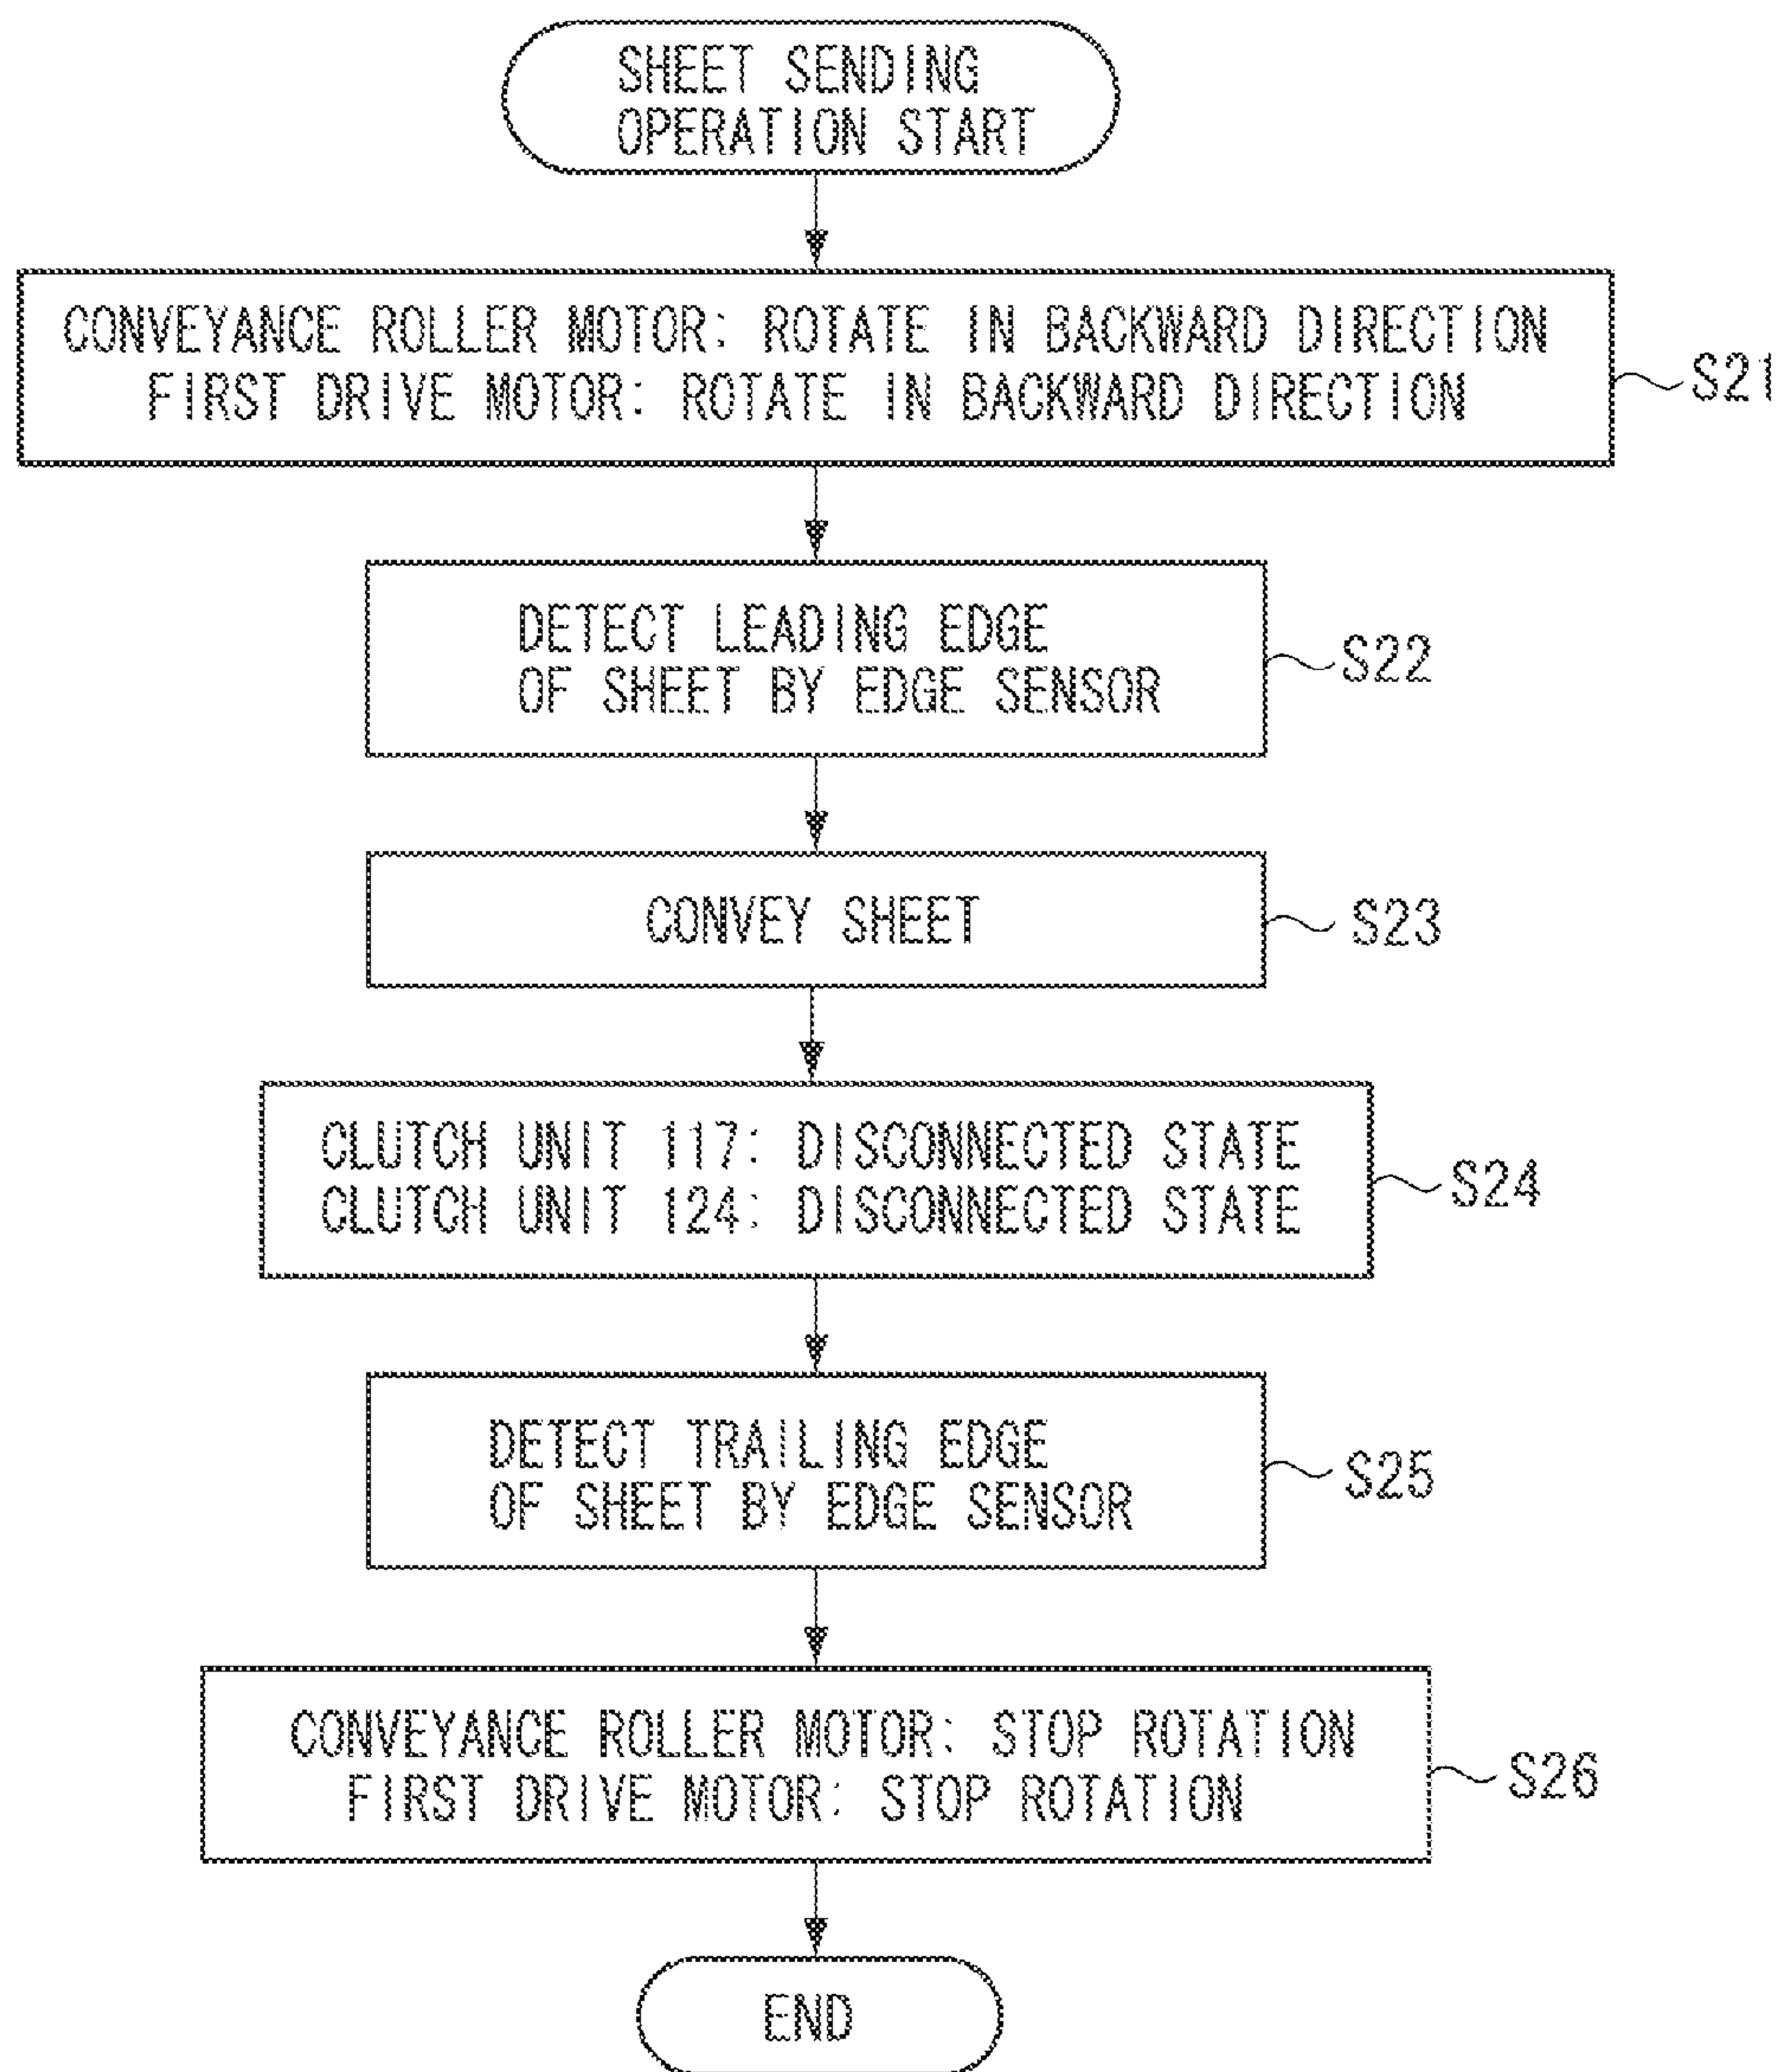 SHEET SENDING
OPERATION START
CONVEYANCE ROLLER MOTOR: ROTATE IN BACKWARD DIRECTION
FIRST DRIVE MOTOR: ROTATE IN BACKWARD DIRECTION
S21
DETECT LEADING EDGE
OF SHEET BY EDGE SENSOR
S22
CONVEY SHEET
S23
CLUTCH UNIT 117: DISCONNECTED STATE
CLUTCH UNIT 124: DISCONNECTED STATE
S24
DETECT TRAILING EDGE
OF SHEET BY EDGE SENSOR
S25
CONVEYANCE ROLLER MOTOR: STOP ROTATION
FIRST DRIVE MOTOR: STOP ROTATION
S26
END